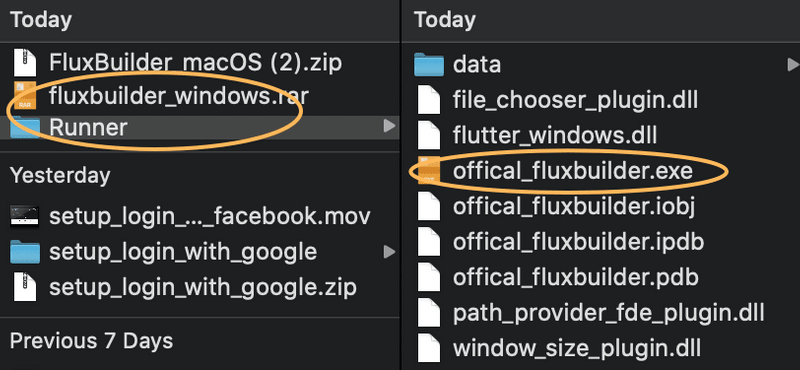 Today
FluxBuilder_macOS (2).zip
fluxbuilder_windows.rar
Runner
Yesterday
setup_login_..._facebook.mov
setup_login_with_google
setup_login_with_google.zip
Previous 7 Days
Today
data
file_chooser_plugin.dll
flutter_windows.dll
offical_fluxbuilder.exe
offical_fluxbuilder.iobj
offical_fluxbuilder.ipdb
offical_fluxbuilder.pdb
path_provider_fde_plugin.dll
window_size_plugin.dll